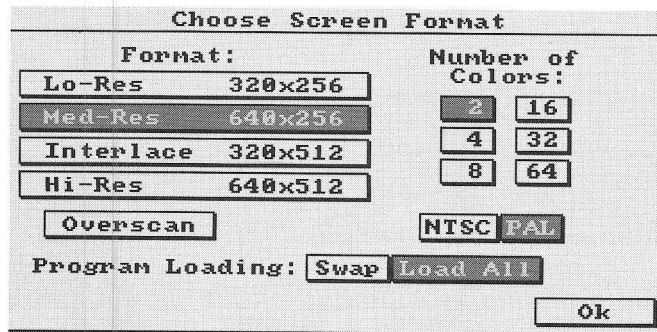 Choose Screen Format
Format:
Number of
Colors:
Lo-Res 320x256
Med-Res 640x256
Interlace 320x512
Hi-Res 640x512
2 16
4 32
8 64
Overscan
NTSC PAL
Program Loading: Swap Load All
Ok